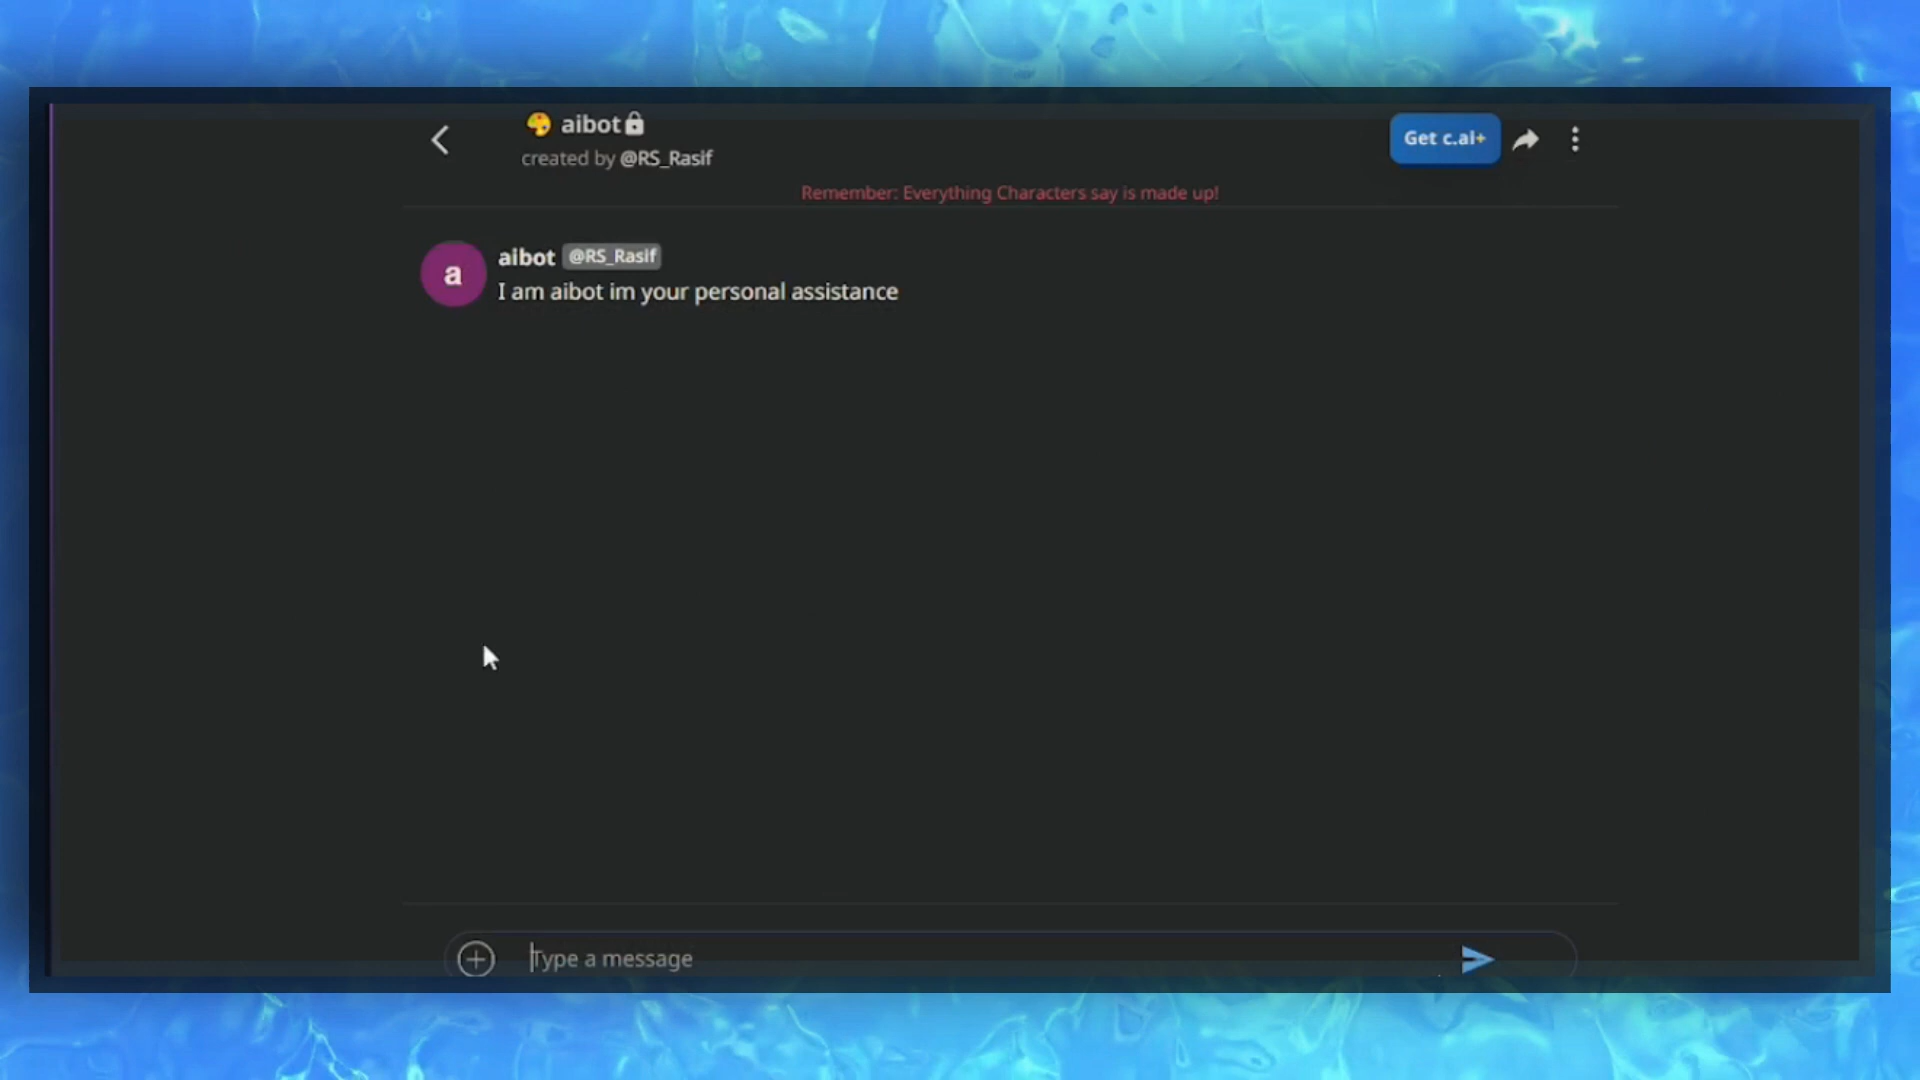 aibot
created by @RS_Rasif
Get c.ai+
Remember: Everything Characters say is made up!
a
aibot @RS_Rasif
I am aibot im your personal assistance
Type a message